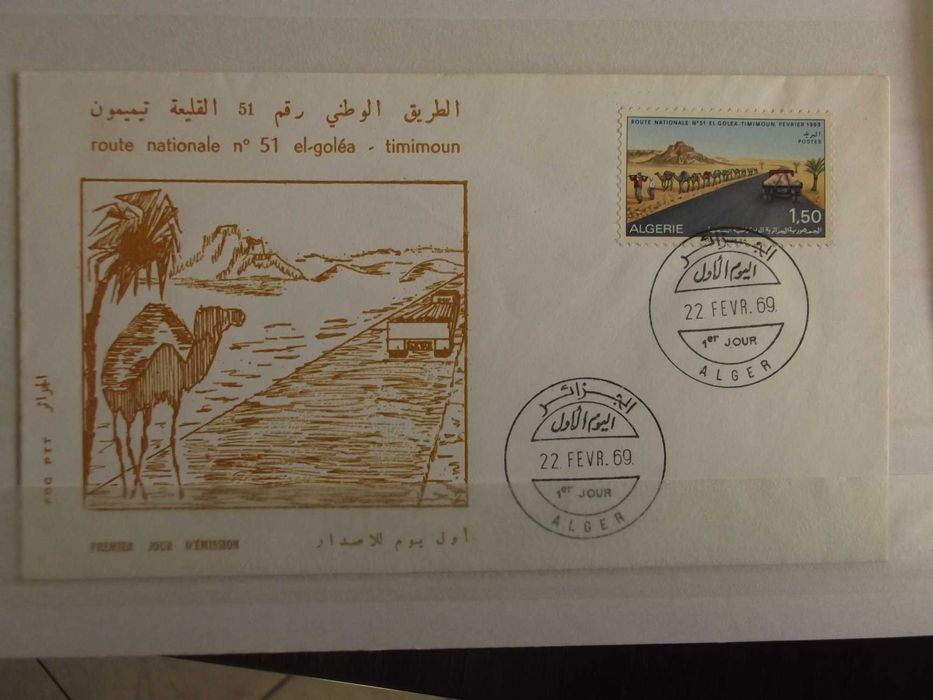 الطريق الوطني رقم 51 القليعة تيميمون
route nationale n° 51 el-goléa - timimoun
ROUTE NATIONALE N°51 EL GOLEA-TIMIMOUN. FEVRIER 1969
البريد
POSTES
1,50
ALGERIE
الجزائر
اليوم الأول
22 FEVR. 69.
1er JOUR
ALGER
الجزائر
اليوم الأول
22 FEVR. 69.
1er JOUR
ALGER
الجزائر
PREMIER JOUR D'ÉMISSION
أول يوم للاصدار